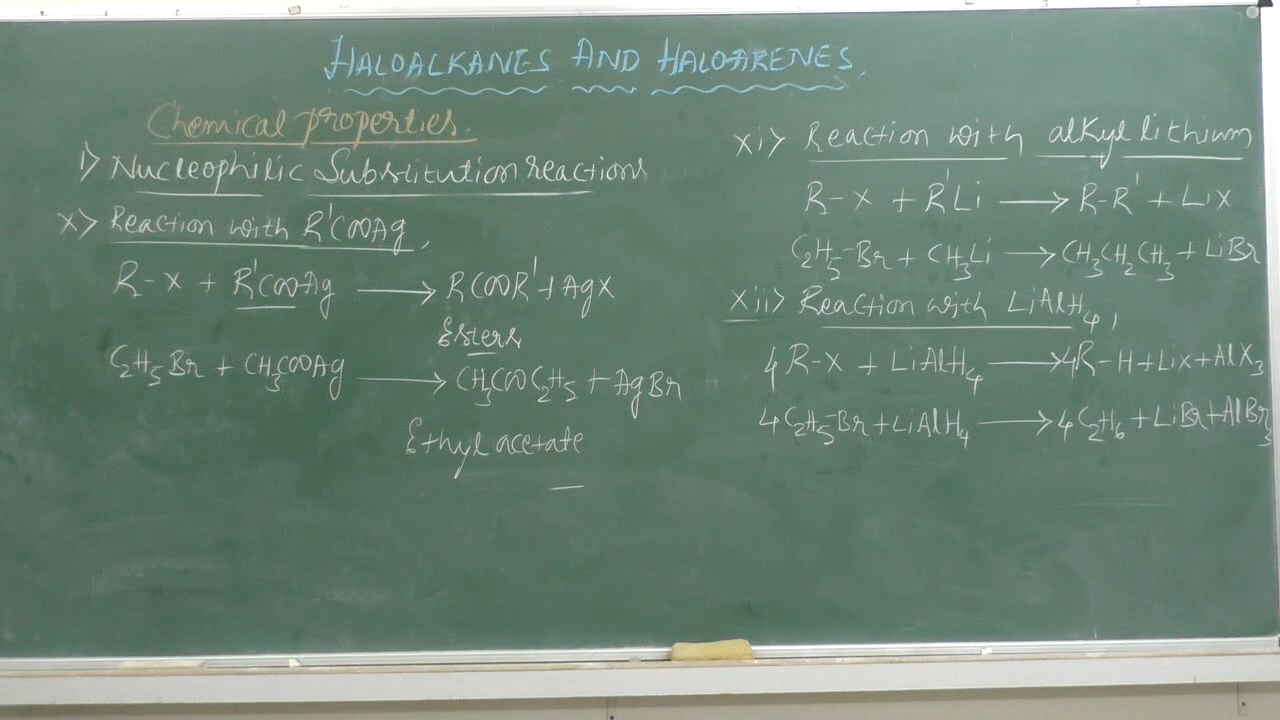 HALOALKANES AND HALOARENES,
Chemical properties.
i) Nucleophilic Substitution reactions
x) Reaction with R'COOAg,
R-X + R'COOAg ⟶ RCOOR' + AgX
Esters
C₂H₅Br + CH₃COOAg ⟶ CH₃COOC₂H₅ + AgBr
Ethyl acetate
xi) Reaction with alkyl lithium
R-X + R'Li ⟶ R-R' + LiX
C₂H₅-Br + CH₃Li ⟶ CH₃CH₂CH₃ + LiBr
xii) Reaction with LiAlH₄,
4R-X + LiAlH₄ ⟶ 4R-H + Lix + AlX₃
4C₂H₅-Br + LiAlH₄ ⟶ 4C₂H₆ + LiBr + AlBr₃